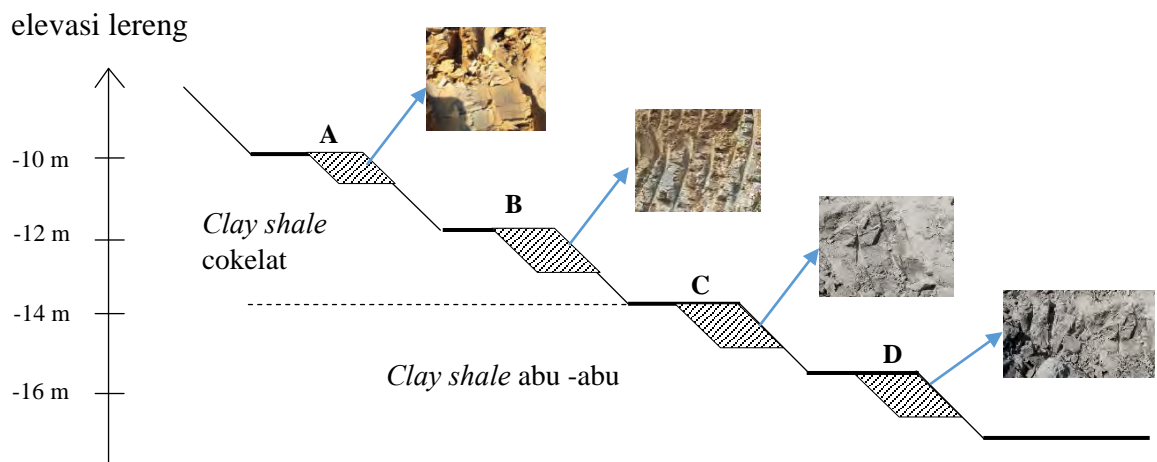 elevasi lereng
A
-10 m
B
Clay shale
cokelat
-12 m
C
-14 m
D
Clay shale abu -abu
-16 m